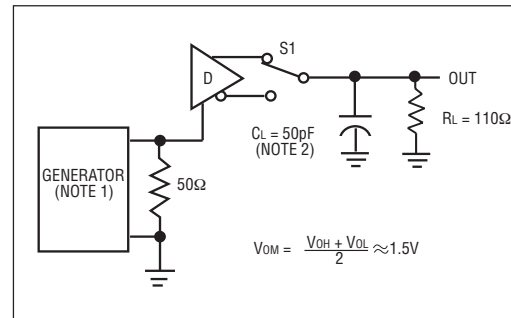 S1
D
OUT
CL = 50pF
(NOTE 2)
RL = 110Ω
GENERATOR
(NOTE 1)
50Ω
VOM = VOH + VOL / 2 ≈ 1.5V